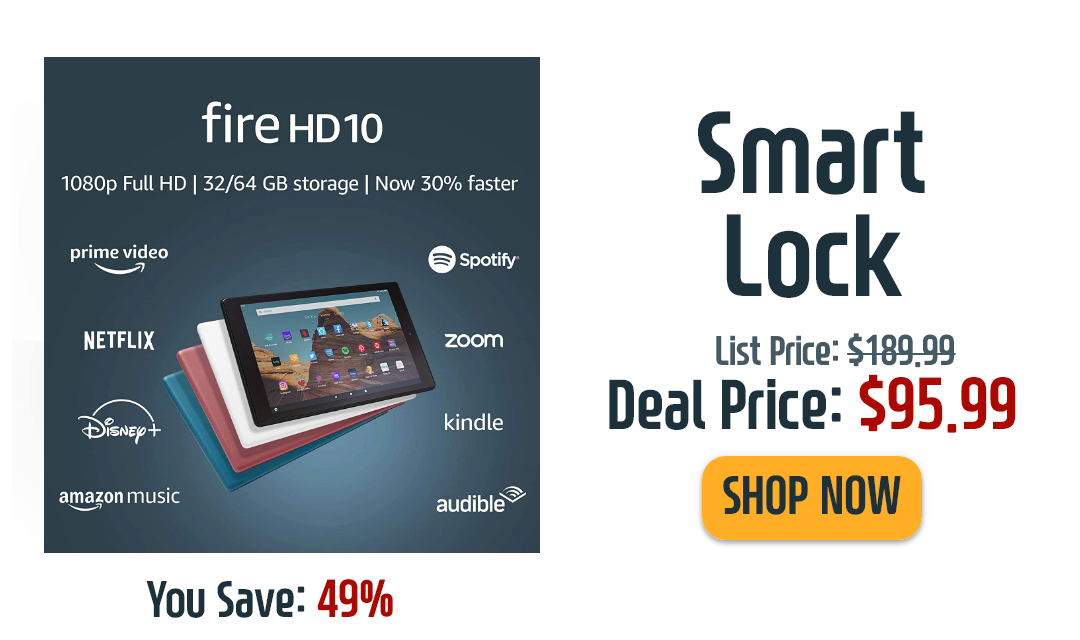 fire HD10
1080p Full HD | 32/64 GB storage | Now 30% faster
prime video
Spotify
NETFLIX
zoom
Disney+
kindle
amazon music
audible
You Save: 49%
Smart
Lock
List Price: $189.99
Deal Price: $95.99
SHOP NOW